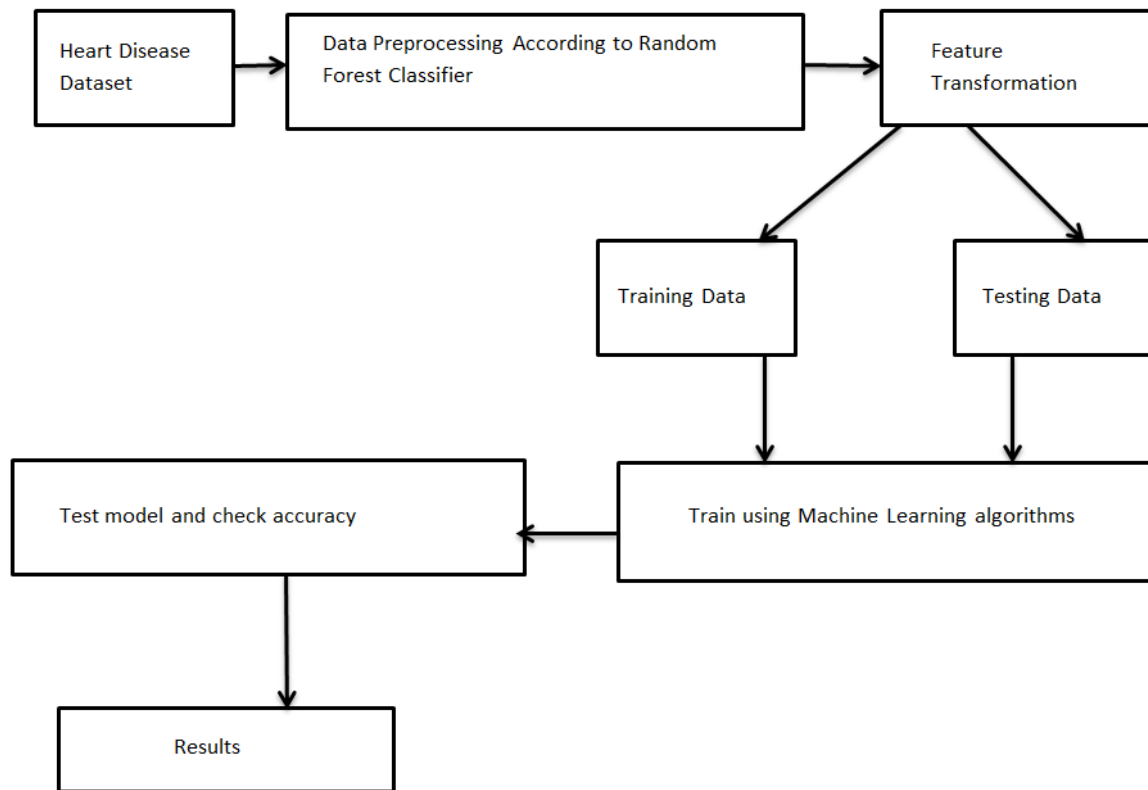 Heart Disease
Dataset
Data Preprocessing According to Random
Forest Classifier
Feature
Transformation
Training Data
Testing Data
Test model and check accuracy
Train using Machine Learning algorithms
Results